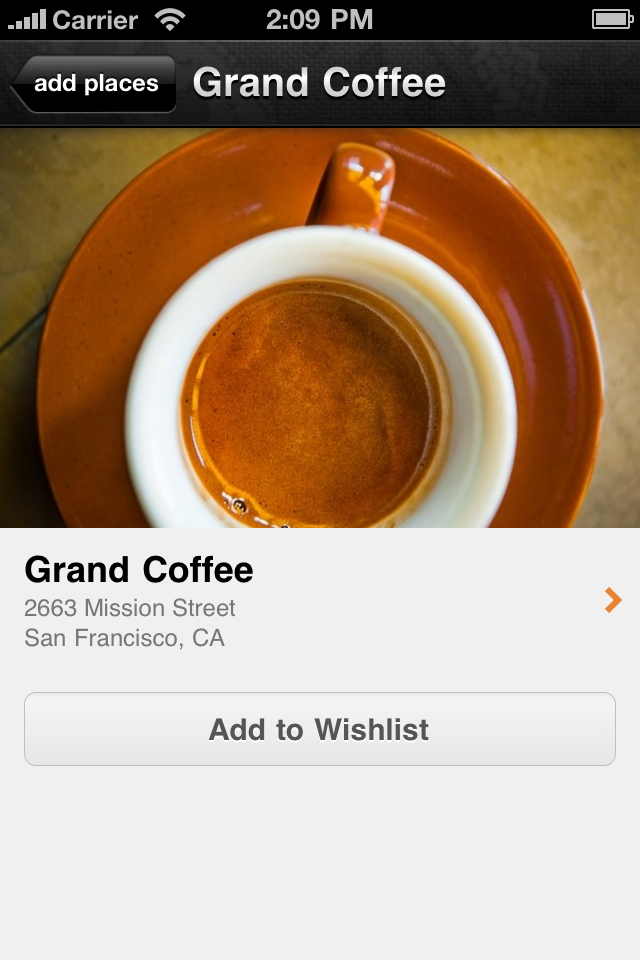 Carrier 2:09 PM
add places Grand Coffee
Grand Coffee
2663 Mission Street
San Francisco, CA
Add to Wishlist